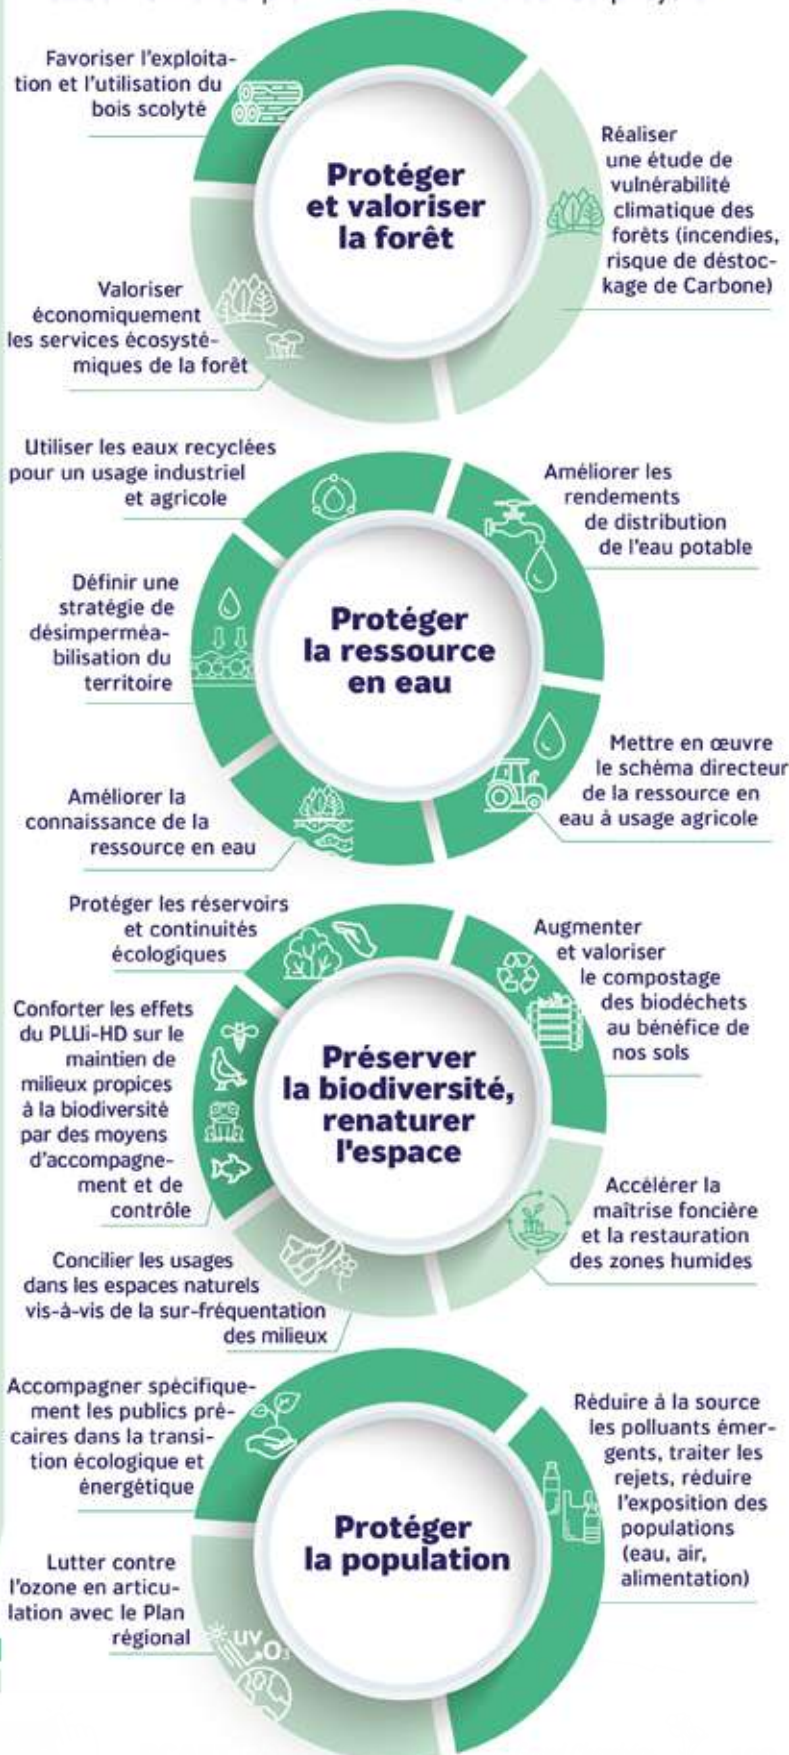 Favoriser l'exploita-
tion et l'utilisation du
bois scolyté
Protéger
et valoriser
la forêt
Réaliser
une étude de
vulnérabilité
climatique des
forêts (incendies,
risque de déstoc-
kage de Carbone)
Valoriser
économiquement
les services écosysté-
miques de la forêt
Utiliser les eaux recyclées
pour un usage industriel
et agricole
Améliorer les
rendements
de distribution
de l'eau potable
Définir une
stratégie de
désimperméa-
bilisation du
territoire
Protéger
la ressource
en eau
Mettre en œuvre
le schéma directeur
de la ressource en
eau à usage agricole
Améliorer la
connaissance de la
ressource en eau
Protéger les réservoirs
et continuités
écologiques
Augmenter
et valoriser
le compostage
des biodéchets
au bénéfice de
nos sols
Conforter les effets
du PLUi-HD sur le
maintien de
milieux propices
à la biodiversité
par des moyens
d'accompagne-
ment et de
contrôle
Préserver
la biodiversité,
renaturer
l'espace
Accélérer la
maîtrise foncière
et la restauration
des zones humides
Concilier les usages
dans les espaces naturels
vis-à-vis de la sur-fréquentation
des milieux
Accompagner spécifique-
ment les publics pré-
caires dans la transi-
tion écologique et
énergétique
Réduire à la source
les polluants émer-
gents, traiter les
rejets, réduire
l'exposition des
populations
(eau, air,
alimentation)
Protéger
la population
Lutter contre
l'ozone en articu-
lation avec le Plan
régional
UV
O3